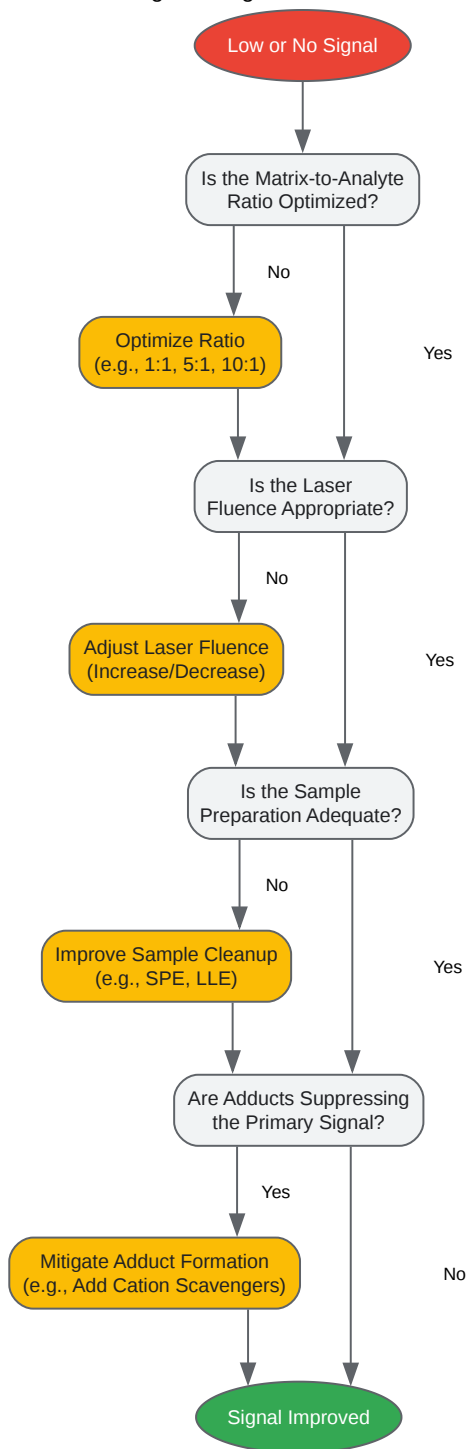 Low or No Signal
Is the Matrix-to-Analyte
Ratio Optimized?
No
Optimize Ratio
(e.g., 1:1, 5:1, 10:1)
Yes
Is the Laser
Fluence Appropriate?
No
Adjust Laser Fluence
(Increase/Decrease)
Yes
Is the Sample
Preparation Adequate?
No
Improve Sample Cleanup
(e.g., SPE, LLE)
Yes
Are Adducts Suppressing
the Primary Signal?
Yes
Mitigate Adduct Formation
(e.g., Add Cation Scavengers)
No
Signal Improved